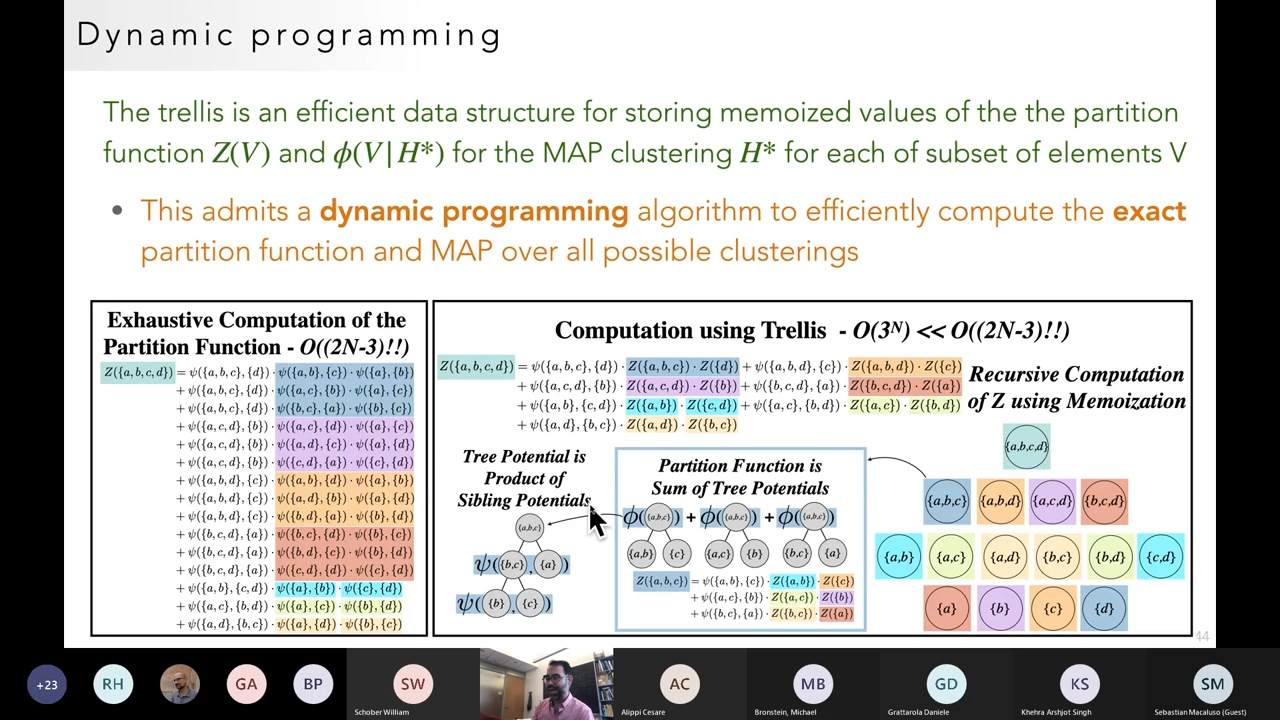 Dynamic programming
The trellis is an efficient data structure for storing memoized values of the the partition
function Z(V) and ϕ(V|H*) for the MAP clustering H* for each of subset of elements V
• This admits a dynamic programming algorithm to efficiently compute the exact
partition function and MAP over all possible clusterings
Exhaustive Computation of the
Partition Function - O((2N-3)!!)
Z({a,b,c,d}) = ψ({a,b,c},{d}) · ψ({a,b},{c}) · ψ({a},{b})
+ ψ({a,b,c},{d}) · ψ({a,c},{b}) · ψ({a},{c})
+ ψ({a,b,c},{d}) · ψ({b,c},{a}) · ψ({b},{c})
+ ψ({a,c,d},{b}) · ψ({a,c},{d}) · ψ({a},{c})
+ ψ({a,c,d},{b}) · ψ({a,d},{c}) · ψ({a},{d})
+ ψ({a,c,d},{b}) · ψ({c,d},{a}) · ψ({c},{d})
+ ψ({a,b,d},{c}) · ψ({a,b},{d}) · ψ({a},{b})
+ ψ({a,b,d},{c}) · ψ({a,d},{b}) · ψ({a},{d})
+ ψ({a,b,d},{c}) · ψ({b,d},{a}) · ψ({b},{d})
+ ψ({b,c,d},{a}) · ψ({b,c},{d}) · ψ({b},{c})
+ ψ({b,c,d},{a}) · ψ({b,d},{c}) · ψ({b},{d})
+ ψ({b,c,d},{a}) · ψ({c,d},{b}) · ψ({c},{d})
+ ψ({a,b},{c,d}) · ψ({a},{b}) · ψ({c},{d})
+ ψ({a,c},{b,d}) · ψ({a},{c}) · ψ({b},{d})
+ ψ({a,d},{b,c}) · ψ({a},{d}) · ψ({b},{c})
Computation using Trellis - O(3ᴺ) << O((2N-3)!!)
Z({a,b,c,d}) = ψ({a,b,c},{d}) · Z({a,b,c}) · Z({d}) + ψ({a,b,d},{c}) · Z({a,b,d}) · Z({c})
+ ψ({a,c,d},{b}) · Z({a,c,d}) · Z({b}) + ψ({b,c,d},{a}) · Z({b,c,d}) · Z({a})
+ ψ({a,b},{c,d}) · Z({a,b}) · Z({c,d}) + ψ({a,c},{b,d}) · Z({a,c}) · Z({b,d})
+ ψ({a,d},{b,c}) · Z({a,d}) · Z({b,c})
Recursive Computation
of Z using Memoization
Tree Potential is
Product of
Sibling Potentials
{a,b,c}
ψ({b,c}, {a})
ψ({b}, {c})
Partition Function is
Sum of Tree Potentials
ϕ({a,b,c}) + ϕ({a,b,c}) + ϕ({a,b,c})
{a,b} {c} {a,c} {b} {b,c} {a}
Z({a,b,c}) = ψ({a,b},{c}) · Z({a,b}) · Z({c})
+ ψ({a,c},{b}) · Z({a,c}) · Z({b})
+ ψ({b,c},{a}) · Z({b,c}) · Z({a})
{a,b,c,d}
{a,b,c} {a,b,d} {a,c,d} {b,c,d}
{a,b} {a,c} {a,d} {b,c} {b,d} {c,d}
{a} {b} {c} {d}
44
+23 RH GA BP SW AC MB GD KS SM
Schober William Alippi Cesare Bronstein, Michael Grattarola Daniele Khehra Arshjot Singh Sebastian Macaluso (Guest)